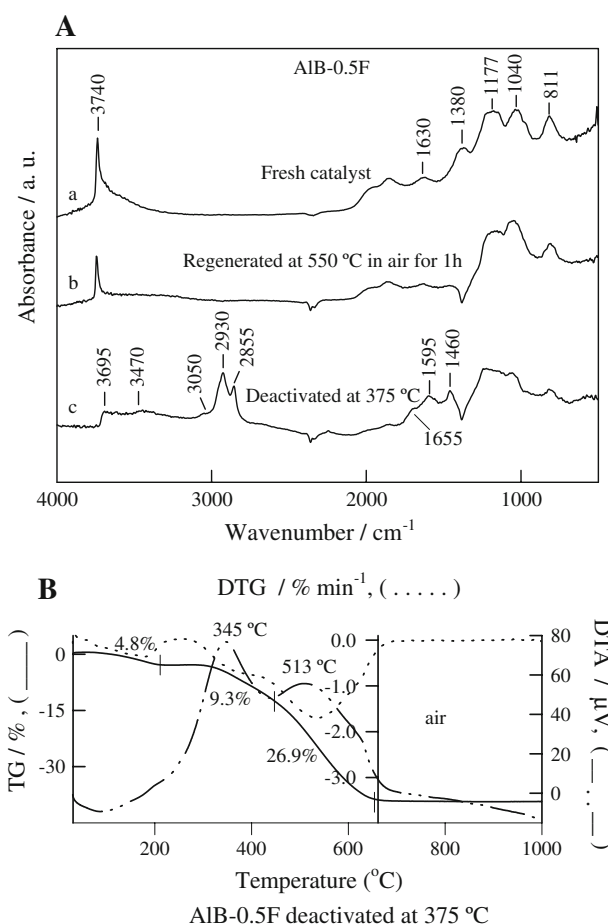 A
AlB-0.5F
3740
1630
1380
1177
1040
811
a
Fresh catalyst
b
Regenerated at 550 ºC in air for 1h
3695
3470
3050
2930
2855
1595
1460
c
Deactivated at 375 ºC
1655
Absorbance / a. u.
4000
3000
2000
1000
Wavenumber / cm⁻¹
B
DTG / % min⁻¹, ( . . . . . )
TG / % , ( ___ )
0
-15
-30
4.8%
345 ºC
9.3%
513 ºC
26.9%
0.0
-1.0
-2.0
-3.0
air
80
60
40
20
0
DTA / µV, ( __ . . __ )
200
400
600
800
1000
Temperature (°C)
AlB-0.5F deactivated at 375 ºC